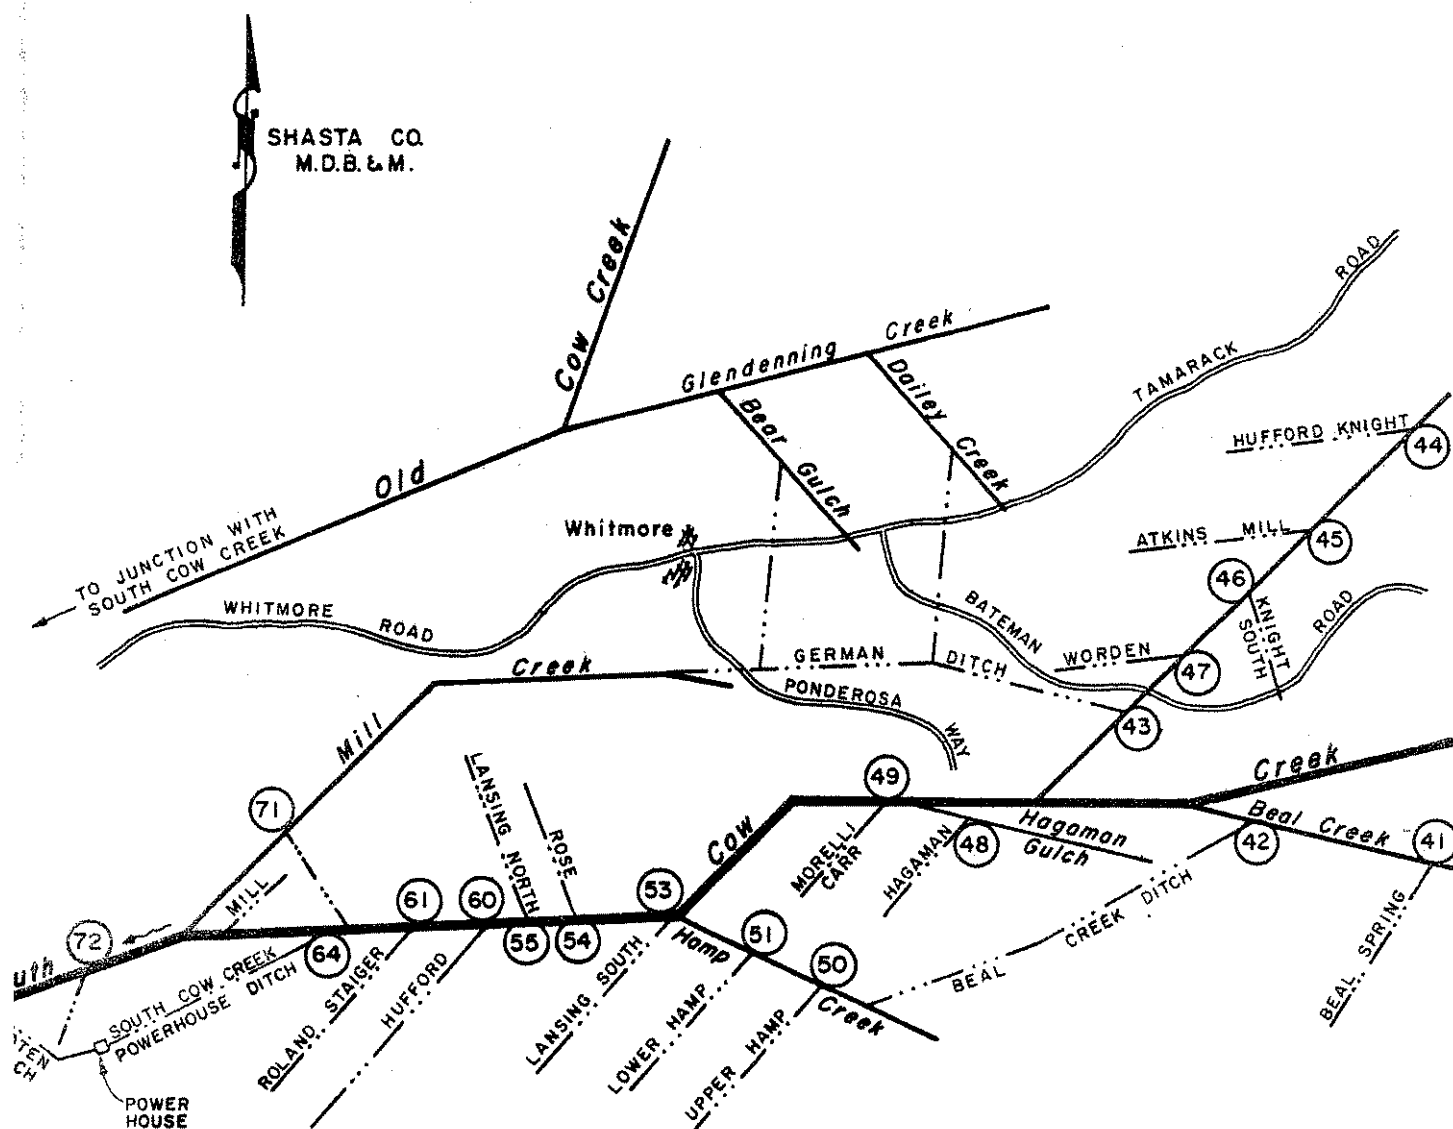 SHASTA CO.
M.D.B. & M.
Cow Creek
Glendenning Creek
Dailey Creek
Bear Gulch
Old
TAMARACK ROAD
HUFFORD KNIGHT
44
ATKINS MILL
45
46
KNIGHT
SOUTH
TO JUNCTION WITH
SOUTH COW CREEK
Whitmore
WHITMORE ROAD
BATEMAN ROAD
WORDEN
47
Creek
GERMAN DITCH
PONDEROSA WAY
43
Mill
LANSING NORTH
ROSE
49
Creek
Cow
Hagaman
Gulch
Beal Creek
41
42
71
MORELLI
CARR
HAGAMAN
48
MILL
61
60
53
55
54
51
50
72
64
Hamp
Creek
BEAL CREEK DITCH
BEAL SPRING
uth
SOUTH COW CREEK
POWERHOUSE DITCH
ROLAND STAIGER
HUFFORD
LANSING SOUTH
LOWER HAMP
UPPER HAMP
TEN
CH
POWER
HOUSE